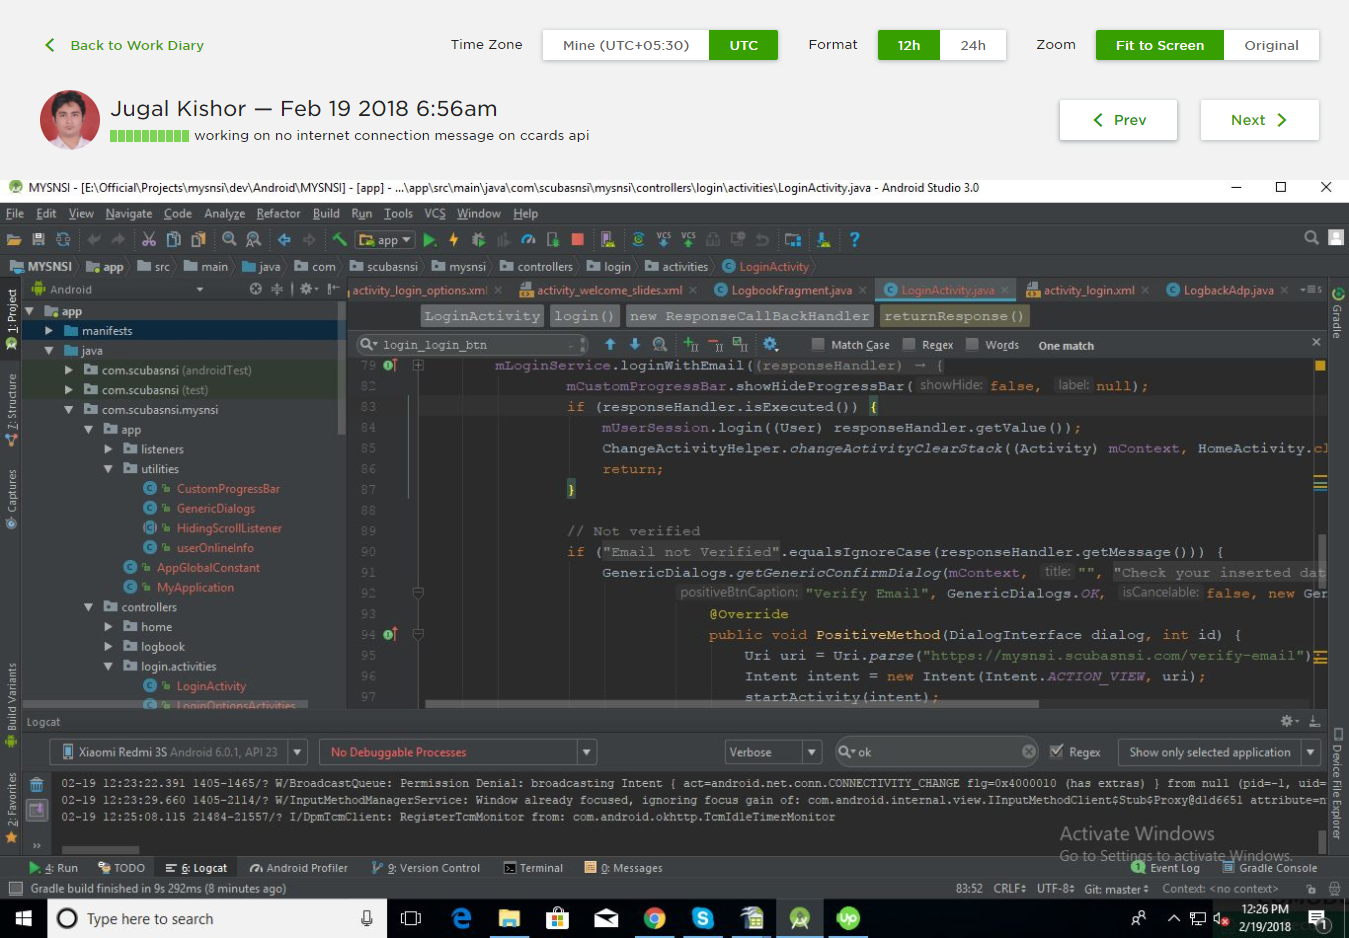 Back to Work Diary
Time Zone Mine (UTC+05:30) UTC Format 12h 24h Zoom Fit to Screen Original
Jugal Kishor — Feb 19 2018 6:56am
working on no internet connection message on ccards api
Prev Next
MYSNSI - [E:\Official\Projects\mysnsi\dev\Android\MYSNSI] - [app] - ...\app\src\main\java\com\scubasnsi\mysnsi\controllers\login\activities\LoginActivity.java - Android Studio 3.0
File Edit View Navigate Code Analyze Refactor Build Run Tools VCS Window Help
app VCS VCS ?
MYSNSI app src main java com scubasnsi mysnsi controllers login activities LoginActivity
Android
activity_login_options.xml activity_welcome_slides.xml LogbookFragment.java LoginActivity.java activity_login.xml LogbackAdp.java
LoginActivity login() new ResponseCallBackHandler returnResponse()
login_login_btn Match Case Regex Words One match
1: Project
Z: Structure
Captures
Build Variants
2: Favorites
app
manifests
java
com.scubasnsi (androidTest)
com.scubasnsi (test)
com.scubasnsi.mysnsi
app
listeners
utilities
CustomProgressBar
GenericDialogs
HidingScrollListener
userOnlineInfo
AppGlobalConstant
MyApplication
controllers
home
logbook
login.activities
LoginActivity
LoginOptionsActivities
79 mLoginService.loginWithEmail((responseHandler) → {
82 mCustomProgressBar.showHideProgressBar( showHide: false, label: null);
83 if (responseHandler.isExecuted()) {
84 mUserSession.login((User) responseHandler.getValue());
85 ChangeActivityHelper.changeActivityClearStack((Activity) mContext, HomeActivity.cl
86 return;
87 }
88
89 // Not verified
90 if ("Email not Verified".equalsIgnoreCase(responseHandler.getMessage())) {
91 GenericDialogs.getGenericConfirmDialog(mContext, title: "", "Check your inserted dat
92 positiveBtnCaption: "Verify Email", GenericDialogs.OK, isCancelable: false, new Gen
93 @Override
94 public void PositiveMethod(DialogInterface dialog, int id) {
95 Uri uri = Uri.parse("https://mysnsi.scubasnsi.com/verify-email")
96 Intent intent = new Intent(Intent.ACTION_VIEW, uri);
97 startActivity(intent);
Gradle
Device File Explorer
Logcat
Xiaomi Redmi 3S Android 6.0.1, API 23 No Debuggable Processes Verbose ok Regex Show only selected application
02-19 12:23:22.391 1405-1465/? W/BroadcastQueue: Permission Denial: broadcasting Intent { act=android.net.conn.CONNECTIVITY_CHANGE flg=0x4000010 (has extras) } from null (pid=-1, uid=
02-19 12:23:29.660 1405-2114/? W/InputMethodManagerService: Window already focused, ignoring focus gain of: com.android.internal.view.IInputMethodClient$Stub$Proxy@d1d6651 attribute=n
02-19 12:25:08.115 21484-21557/? I/DpmTcmClient: RegisterTcmMonitor from: com.android.okhttp.TcmIdleTimerMonitor
Activate Windows
Go to Settings to activate Windows.
4: Run TODO 6: Logcat Android Profiler 9: Version Control Terminal 0: Messages 1 Event Log Gradle Console
Gradle build finished in 9s 292ms (8 minutes ago) 83:52 CRLF UTF-8 Git: master Context: <no context>
Type here to search
12:26 PM
2/19/2018
1